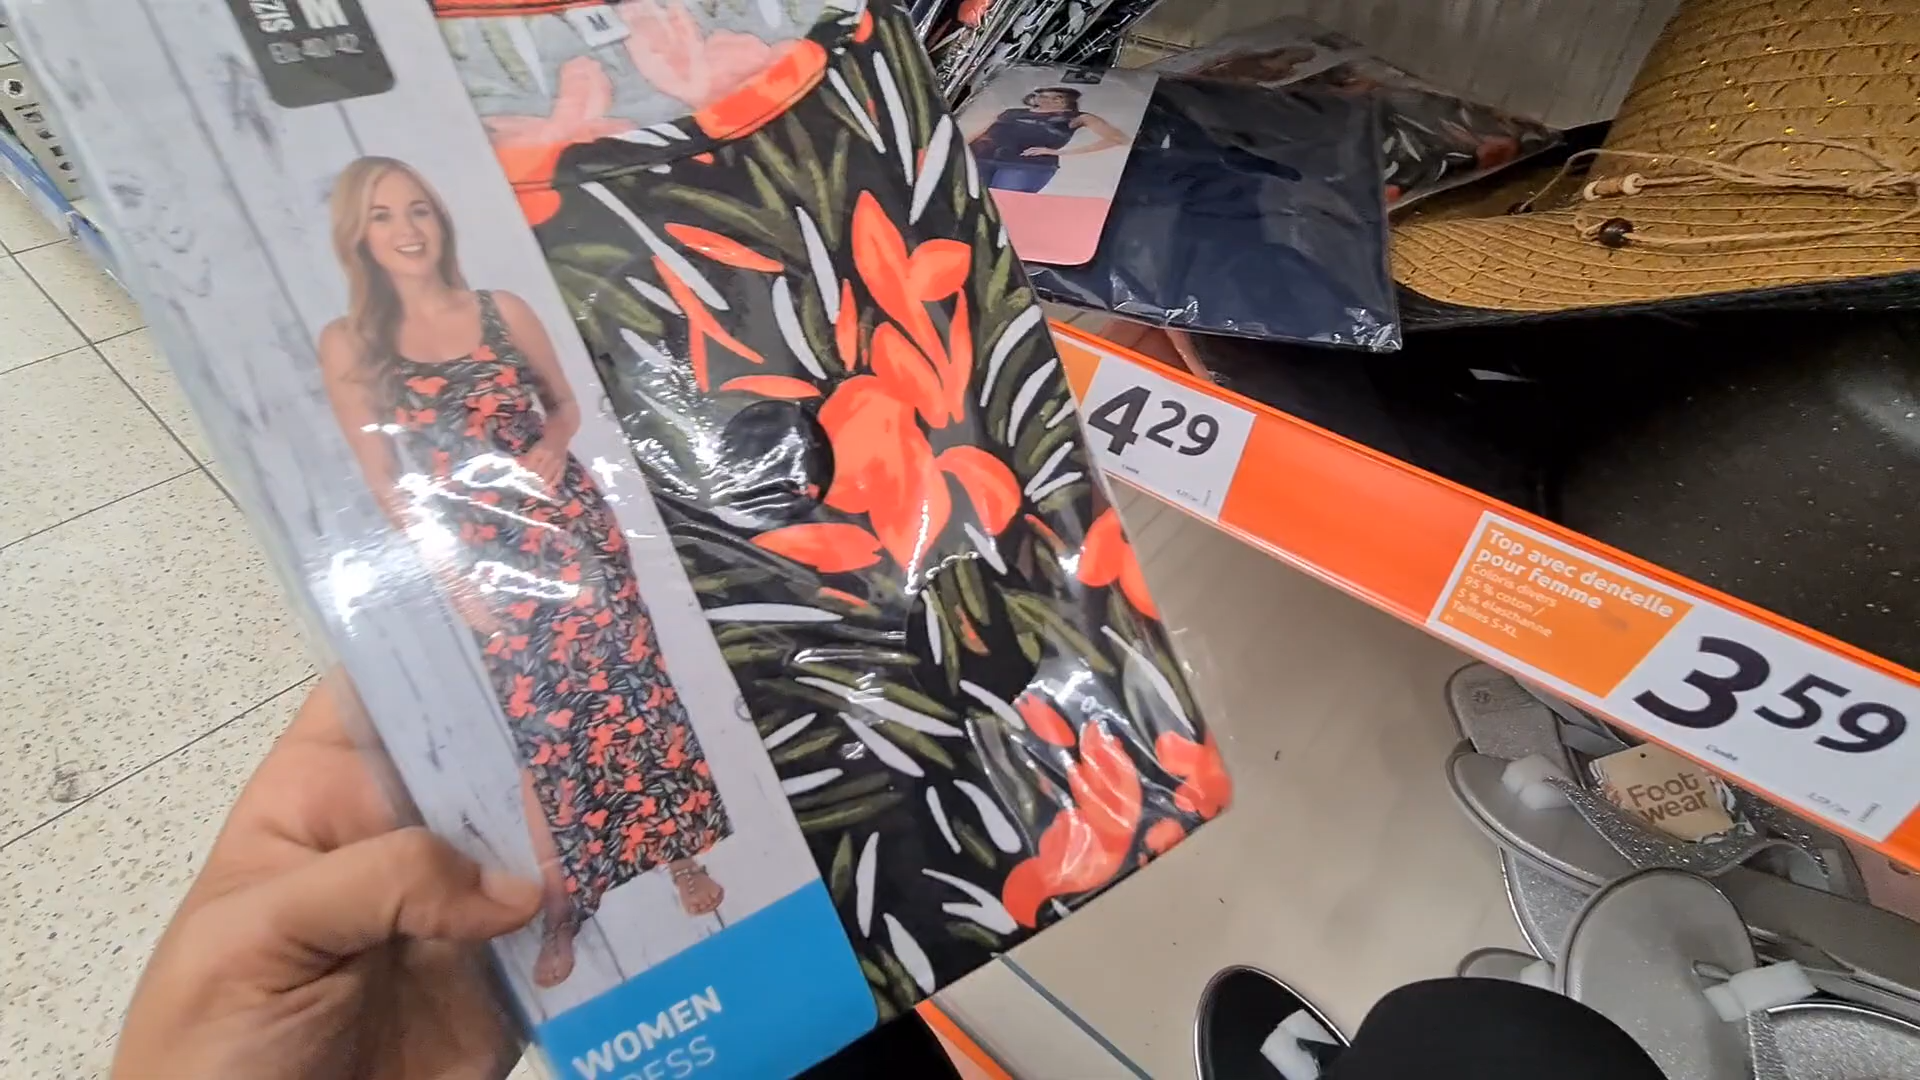 SIZE
M
EU 40/42
M
WOMEN
4 29
Top avec dentelle
pour femme
Coloris divers
95 % coton /
5 % élasthanne
Tailles S-XL
3 59
L'unité
Foot
wear